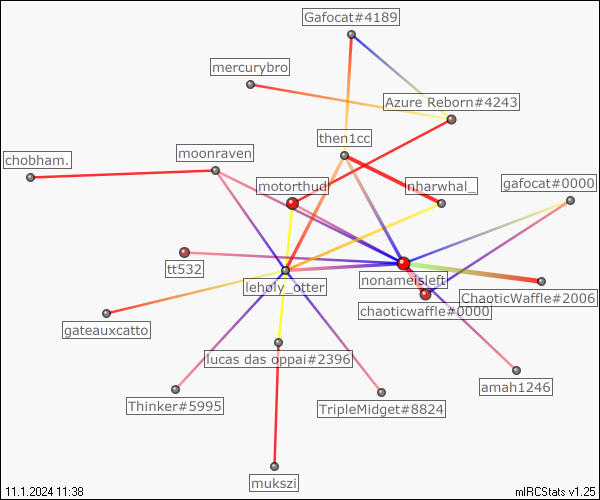 Gafocat#4189
mercurybro
Azure Reborn#4243
then1cc
moonraven
chobham.
motorthud
nharwhal_
gafocat#0000
tt532
nonameisleft
leholy_otter
ChaoticWaffle#2006
chaoticwaffle#0000
gateauxcatto
lucas das oppai#2396
amah1246
Thinker#5995
TripleMidget#8824
mukszi
11.1.2024 11:38
mIRCStats v1.25